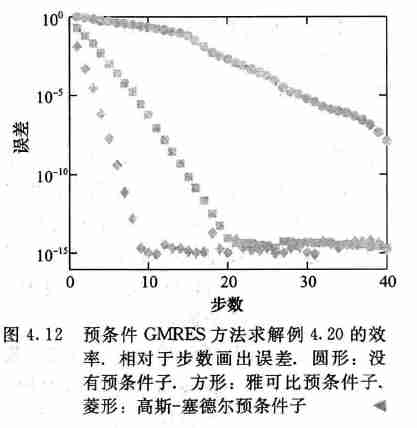 10⁰
10⁻⁵
10⁻¹⁰
10⁻¹⁵
误差
0 10 20 30 40
步数
图 4.12 预条件 GMRES 方法求解例 4.20 的效
率. 相对于步数画出误差. 圆形: 没
有预条件子. 方形: 雅可比预条件子.
菱形: 高斯-塞德尔预条件子